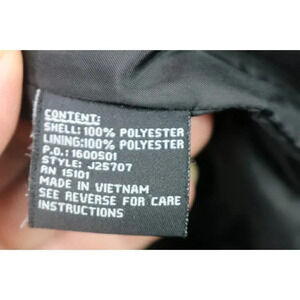 CONTENT:
SHELL: 100% POLYESTER
LINING:100% POLYESTER
P.O.: 1600501
STYLE: J25707
RN 15101
MADE IN VIETNAM
SEE REVERSE FOR CARE
INSTRUCTIONS